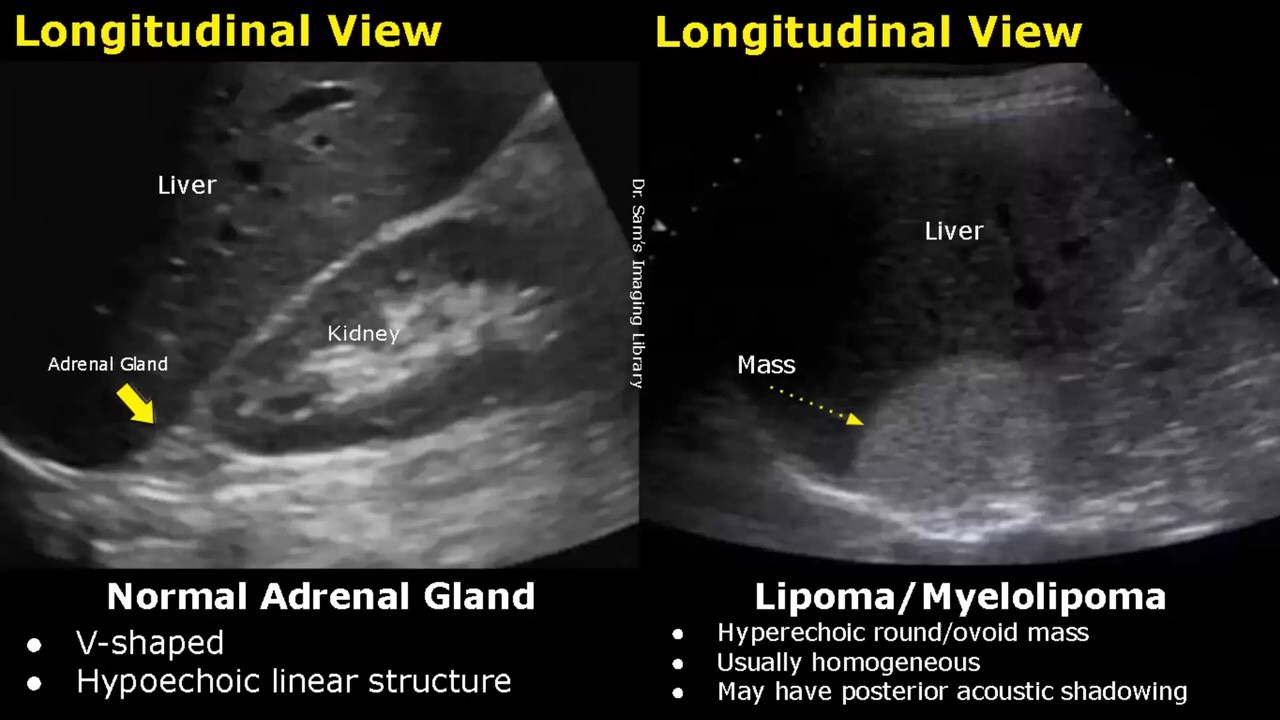 Longitudinal View
Liver
Kidney
Adrenal Gland
Normal Adrenal Gland
● V-shaped
● Hypoechoic linear structure
Dr. Sam's Imaging Library
Longitudinal View
Liver
Mass
Lipoma/Myelolipoma
● Hyperechoic round/ovoid mass
● Usually homogeneous
● May have posterior acoustic shadowing